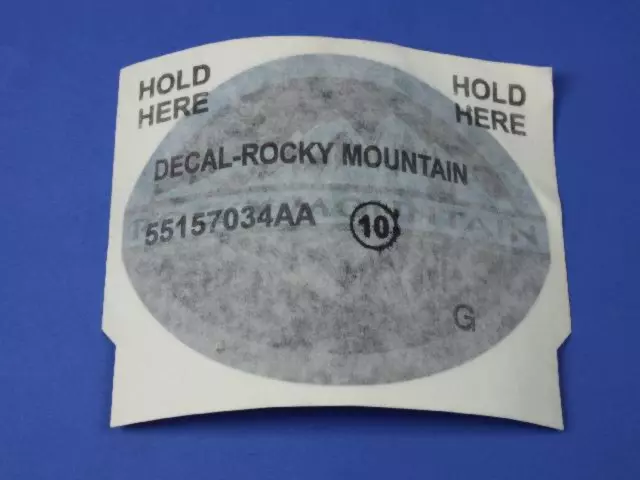 HOLD
HERE
HOLD
HERE
DECAL-ROCKY MOUNTAIN
55157034AA 10
G